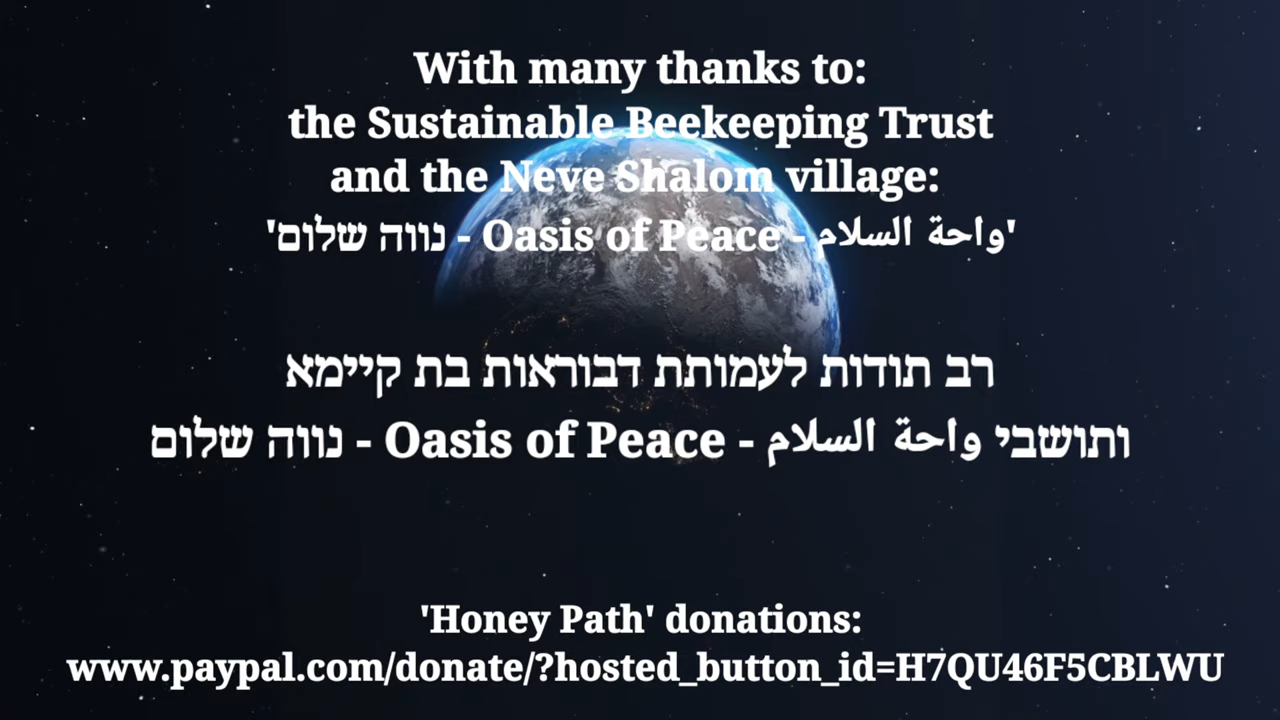 With many thanks to:
the Sustainable Beekeeping Trust
and the Neve Shalom village:
'נווה שלום - Oasis of Peace - واحة السلام'
רב תודות לעמותת דבוראות בת קיימא
ותושבי واحة السلام - Oasis of Peace - נווה שלום
'Honey Path' donations:
www.paypal.com/donate/?hosted_button_id=H7QU46F5CBLWU